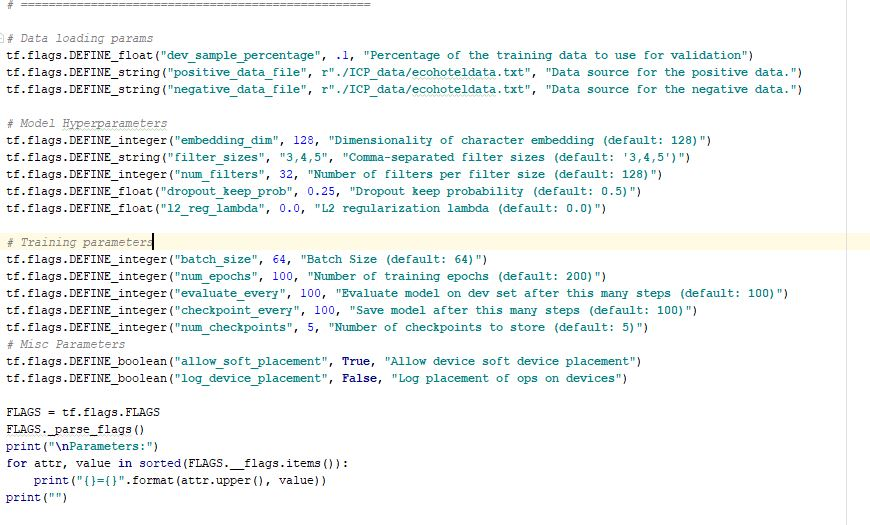 # ==================================================
# Data loading params
tf.flags.DEFINE_float("dev_sample_percentage", .1, "Percentage of the training data to use for validation")
tf.flags.DEFINE_string("positive_data_file", r"./ICP_data/ecohoteldata.txt", "Data source for the positive data.")
tf.flags.DEFINE_string("negative_data_file", r"./ICP_data/ecohoteldata.txt", "Data source for the negative data.")
# Model Hyperparameters
tf.flags.DEFINE_integer("embedding_dim", 128, "Dimensionality of character embedding (default: 128)")
tf.flags.DEFINE_string("filter_sizes", "3,4,5", "Comma-separated filter sizes (default: '3,4,5')")
tf.flags.DEFINE_integer("num_filters", 32, "Number of filters per filter size (default: 128)")
tf.flags.DEFINE_float("dropout_keep_prob", 0.25, "Dropout keep probability (default: 0.5)")
tf.flags.DEFINE_float("l2_reg_lambda", 0.0, "L2 regularization lambda (default: 0.0)")
# Training parameters
tf.flags.DEFINE_integer("batch_size", 64, "Batch Size (default: 64)")
tf.flags.DEFINE_integer("num_epochs", 100, "Number of training epochs (default: 200)")
tf.flags.DEFINE_integer("evaluate_every", 100, "Evaluate model on dev set after this many steps (default: 100)")
tf.flags.DEFINE_integer("checkpoint_every", 100, "Save model after this many steps (default: 100)")
tf.flags.DEFINE_integer("num_checkpoints", 5, "Number of checkpoints to store (default: 5)")
# Misc Parameters
tf.flags.DEFINE_boolean("allow_soft_placement", True, "Allow device soft device placement")
tf.flags.DEFINE_boolean("log_device_placement", False, "Log placement of ops on devices")
FLAGS = tf.flags.FLAGS
FLAGS._parse_flags()
print("\nParameters:")
for attr, value in sorted(FLAGS.__flags.items()):
    print("{}={}".format(attr.upper(), value))
print("")